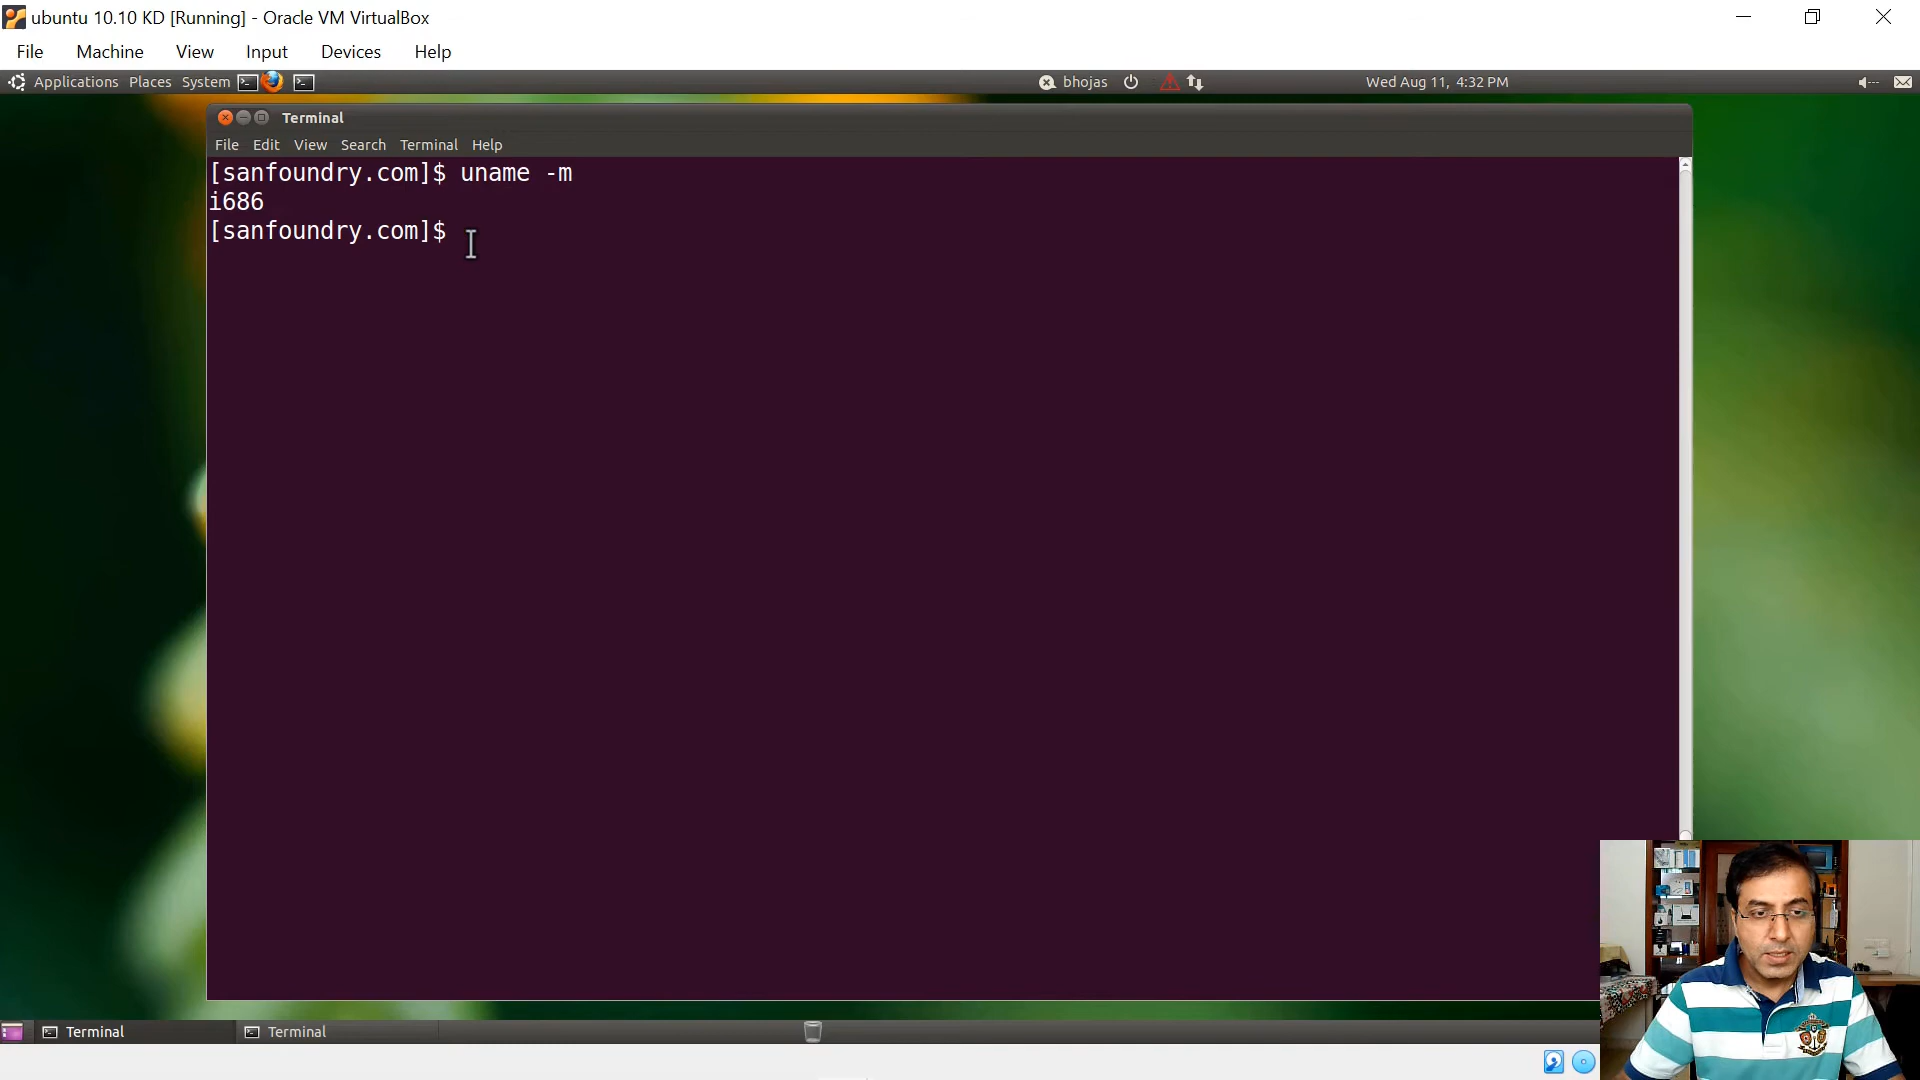 ubuntu 10.10 KD [Running] - Oracle VM VirtualBox
File Machine View Input Devices Help
Applications Places System bhojas Wed Aug 11, 4:32 PM
Terminal
File Edit View Search Terminal Help
[sanfoundry.com]$ uname -m
i686
[sanfoundry.com]$
Terminal Terminal